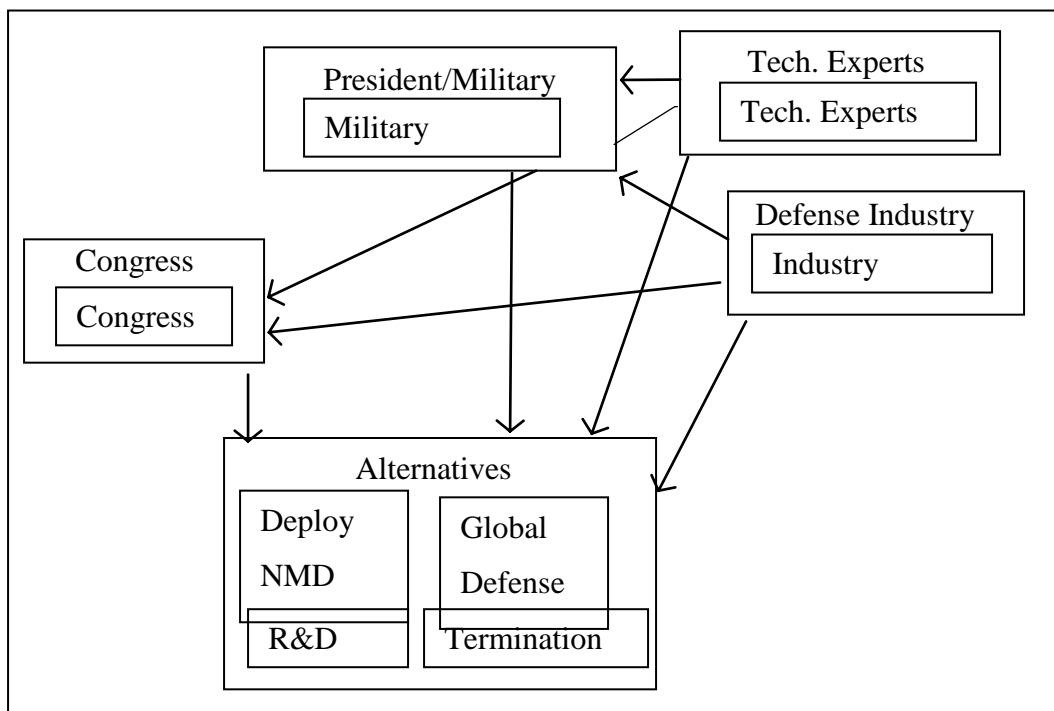 President/Military
Military
Tech. Experts
Tech. Experts
Defense Industry
Industry
Congress
Congress
Alternatives
Deploy
NMD
R&D
Global
Defense
Termination